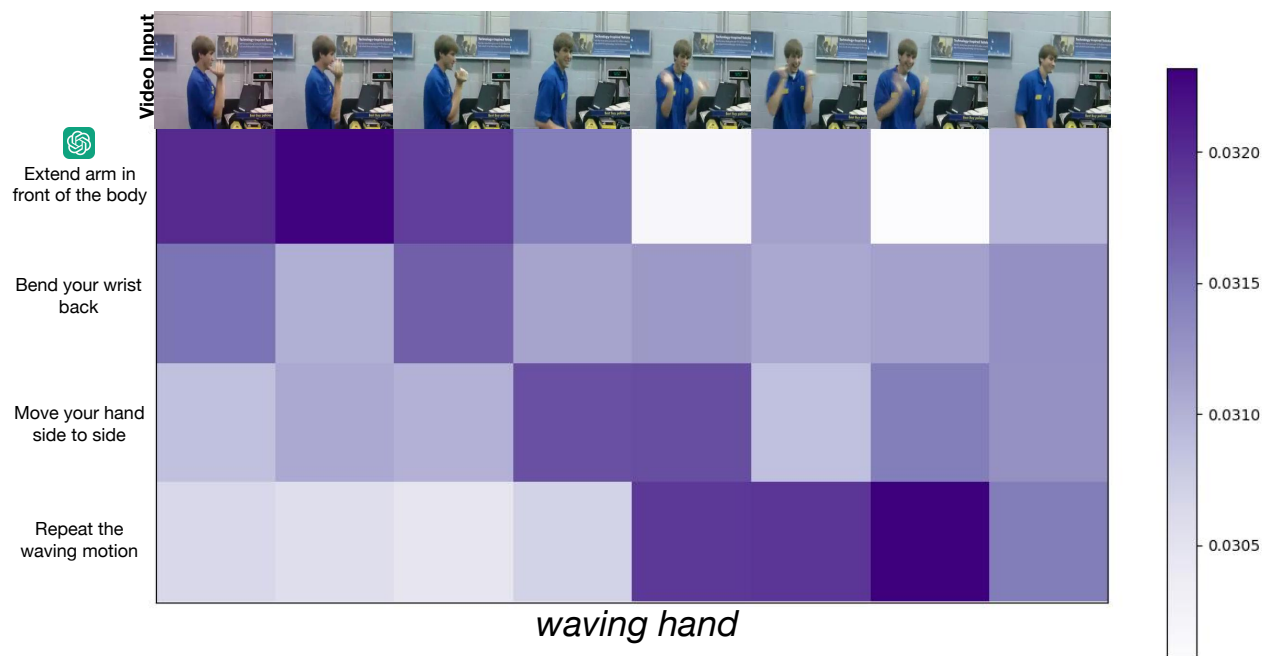 Video Input
Extend arm in
front of the body
Bend your wrist
back
Move your hand
side to side
Repeat the
waving motion
waving hand
0.0320
0.0315
0.0310
0.0305